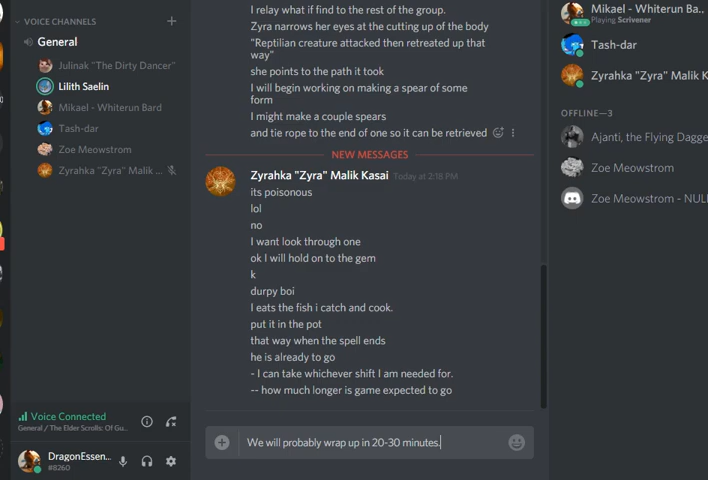 VOICE CHANNELS
General
Julinak "The Dirty Dancer"
Lilith Saelin
Mikael - Whiterun Bard
Tash-dar
Zoe Meowstrom
Zyrahka "Zyra" Malik ...
Voice Connected
General / The Elder Scrolls: Of Gu...
DragonEssen...
#8260
I relay what if find to the rest of the group.
Zyra narrows her eyes at the cutting up of the body
"Reptilian creature attacked then retreated up that
way"
she points to the path it took
I will begin working on making a spear of some
form
I might make a couple spears
and tie rope to the end of one so it can be retrieved
NEW MESSAGES
Zyrahka "Zyra" Malik Kasai Today at 2:18 PM
its poisonous
lol
no
I want look through one
ok I will hold on to the gem
k
durpy boi
I eats the fish i catch and cook.
put it in the pot
that way when the spell ends
he is already to go
- I can take whichever shift I am needed for.
-- how much longer is game expected to go
We will probably wrap up in 20-30 minutes.
Mikael - Whiterun Ba..
Playing Scrivener
Tash-dar
Zyrahka "Zyra" Malik K
OFFLINE—3
Ajanti, the Flying Dagge
Zoe Meowstrom
Zoe Meowstrom - NUL